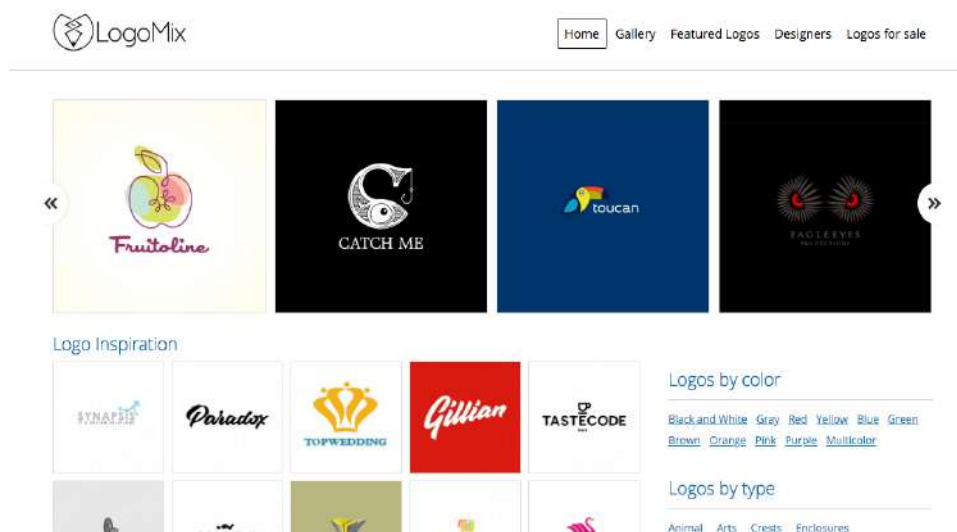 LogoMix
Home Gallery Featured Logos Designers Logos for sale
Fruitoline
CATCH ME
toucan
EAGLEEYES
Logo Inspiration
SYNAPSIS
Paradox
TOPWEDDING
Gillian
TASTECODE
Logos by color
Black and White Gray Red Yellow Blue Green
Brown Orange Pink Purple Multicolor
Logos by type
Animal Arts Crests Enclosures